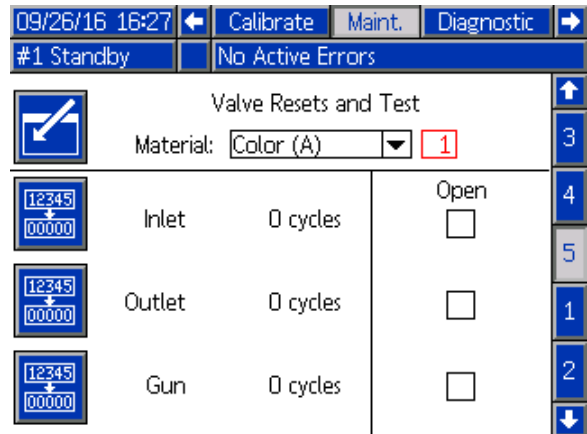 09/26/16 16:27 Calibrate Maint. Diagnostic
#1 Standby No Active Errors
Valve Resets and Test
Material: Color (A) 1
3
Open
4
12345
00000
Inlet 0 cycles
5
12345
00000
Outlet 0 cycles
1
12345
00000
Gun 0 cycles
2